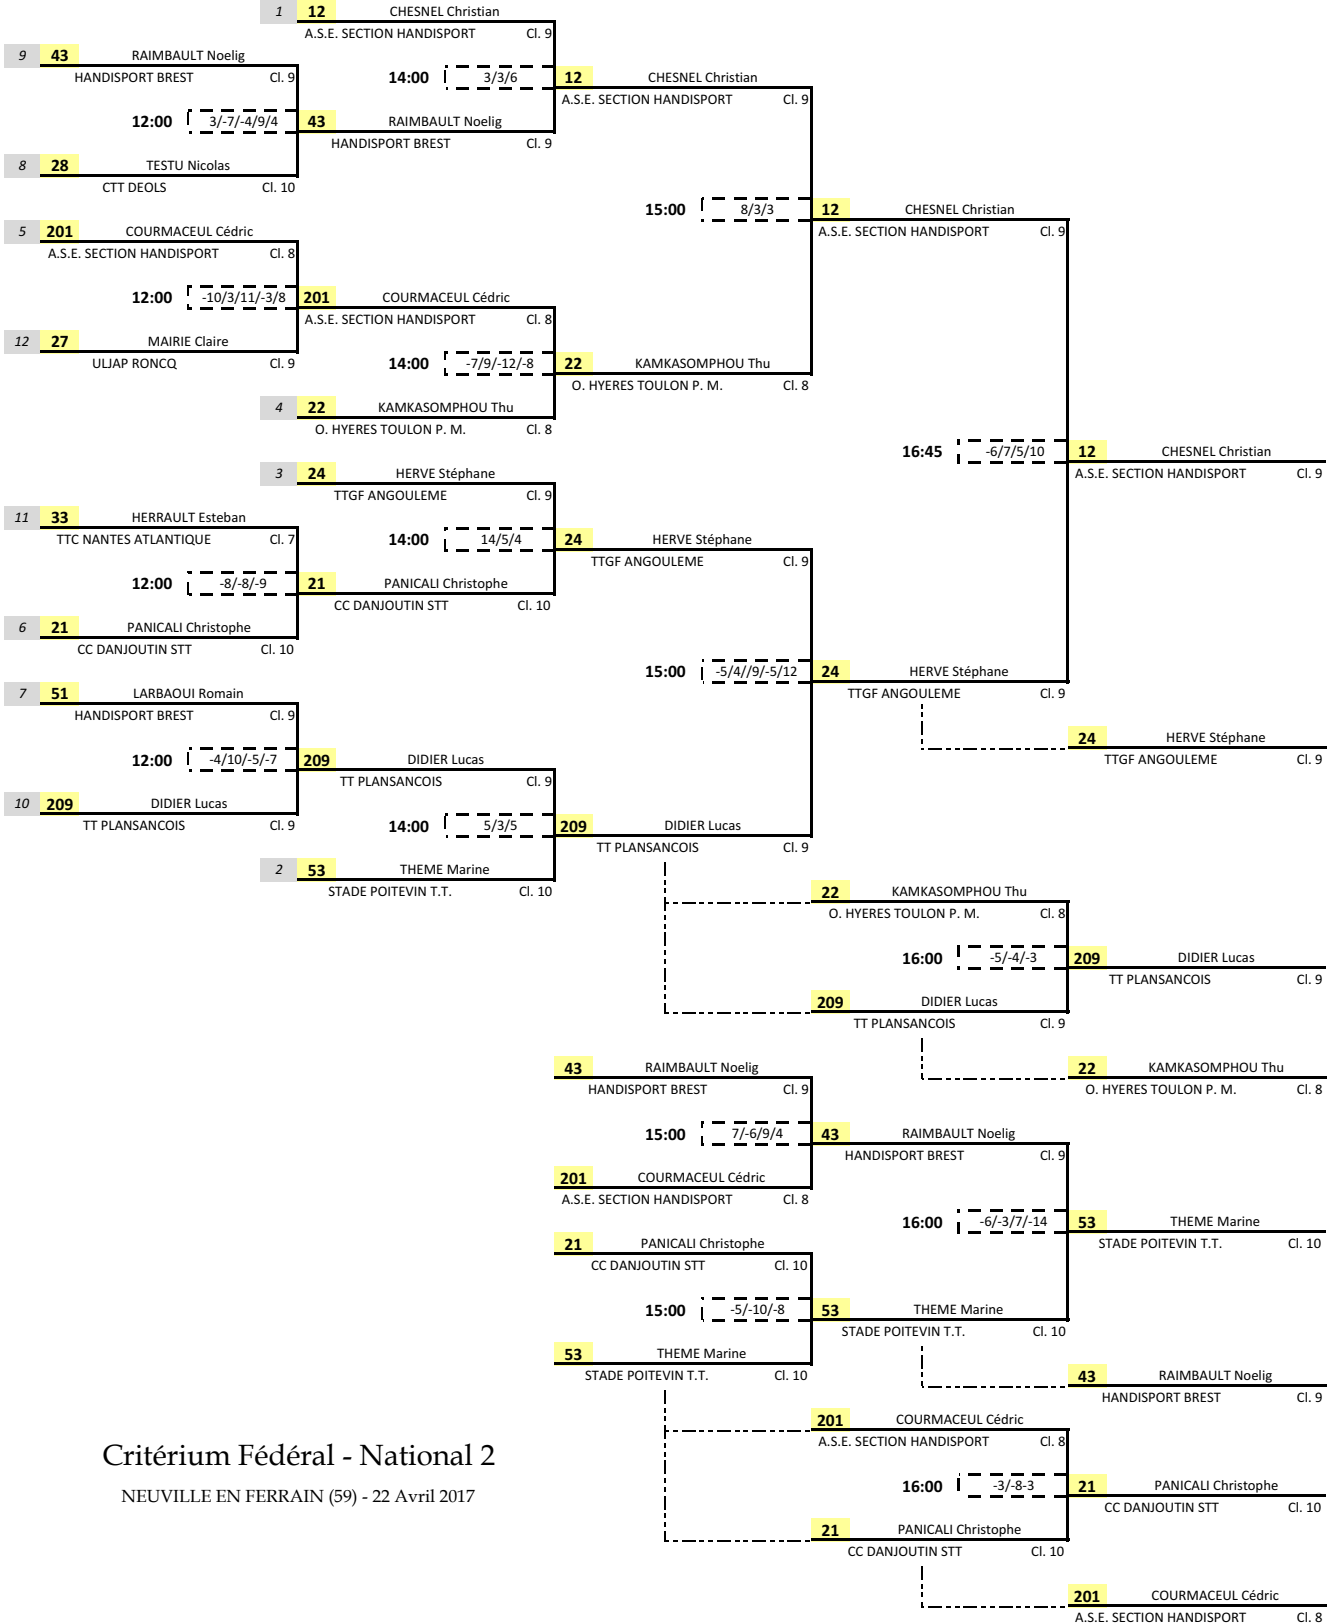 1 12 CHESNEL Christian
A.S.E. SECTION HANDISPORT Cl. 9
9 43 RAIMBAULT Noelig
HANDISPORT BREST Cl. 9
14:00 3/3/6 12 CHESNEL Christian
A.S.E. SECTION HANDISPORT Cl. 9
12:00 3/-7/-4/9/4 43 RAIMBAULT Noelig
HANDISPORT BREST Cl. 9
8 28 TESTU Nicolas
CTT DEOLS Cl. 10
15:00 8/3/3 12 CHESNEL Christian
A.S.E. SECTION HANDISPORT Cl. 9
5 201 COURMACEUL Cédric
A.S.E. SECTION HANDISPORT Cl. 8
12:00 -10/3/11/-3/8 201 COURMACEUL Cédric
A.S.E. SECTION HANDISPORT Cl. 8
12 27 MAIRIE Claire
ULJAP RONCQ Cl. 9
14:00 -7/9/-12/-8 22 KAMKASOMPHOU Thu
O. HYERES TOULON P. M. Cl. 8
4 22 KAMKASOMPHOU Thu
O. HYERES TOULON P. M. Cl. 8
16:45 -6/7/5/10 12 CHESNEL Christian
A.S.E. SECTION HANDISPORT Cl. 9
3 24 HERVE Stéphane
TTGF ANGOULEME Cl. 9
11 33 HERRAULT Esteban
TTC NANTES ATLANTIQUE Cl. 7
14:00 14/5/4 24 HERVE Stéphane
TTGF ANGOULEME Cl. 9
12:00 -8/-8/-9 21 PANICALI Christophe
CC DANJOUTIN STT Cl. 10
6 21 PANICALI Christophe
CC DANJOUTIN STT Cl. 10
15:00 -5/4//9/-5/12 24 HERVE Stéphane
TTGF ANGOULEME Cl. 9
7 51 LARBAOUI Romain
HANDISPORT BREST Cl. 9
24 HERVE Stéphane
TTGF ANGOULEME Cl. 9
12:00 -4/10/-5/-7 209 DIDIER Lucas
TT PLANSANCOIS Cl. 9
10 209 DIDIER Lucas
TT PLANSANCOIS Cl. 9
14:00 5/3/5 209 DIDIER Lucas
TT PLANSANCOIS Cl. 9
2 53 THEME Marine
STADE POITEVIN T.T. Cl. 10
22 KAMKASOMPHOU Thu
O. HYERES TOULON P. M. Cl. 8
16:00 -5/-4/-3 209 DIDIER Lucas
TT PLANSANCOIS Cl. 9
209 DIDIER Lucas
TT PLANSANCOIS Cl. 9
43 RAIMBAULT Noelig
HANDISPORT BREST Cl. 9
22 KAMKASOMPHOU Thu
O. HYERES TOULON P. M. Cl. 8
15:00 7/-6/9/4 43 RAIMBAULT Noelig
HANDISPORT BREST Cl. 9
201 COURMACEUL Cédric
A.S.E. SECTION HANDISPORT Cl. 8
16:00 -6/-3/7/-14 53 THEME Marine
STADE POITEVIN T.T. Cl. 10
21 PANICALI Christophe
CC DANJOUTIN STT Cl. 10
15:00 -5/-10/-8 53 THEME Marine
STADE POITEVIN T.T. Cl. 10
53 THEME Marine
STADE POITEVIN T.T. Cl. 10
43 RAIMBAULT Noelig
HANDISPORT BREST Cl. 9
201 COURMACEUL Cédric
A.S.E. SECTION HANDISPORT Cl. 8
16:00 -3/-8-3 21 PANICALI Christophe
CC DANJOUTIN STT Cl. 10
21 PANICALI Christophe
CC DANJOUTIN STT Cl. 10
201 COURMACEUL Cédric
A.S.E. SECTION HANDISPORT Cl. 8
Critérium Fédéral - National 2
NEUVILLE EN FERRAIN (59) - 22 Avril 2017